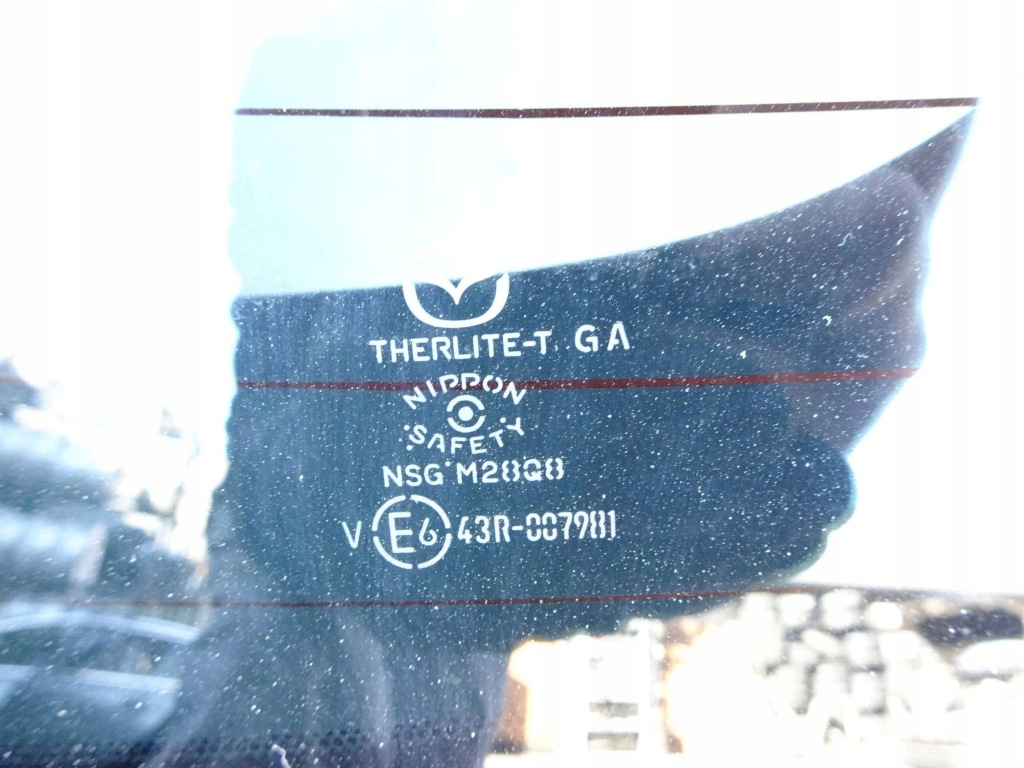 THERLITE-T GA
NIPPON
SAFETY
NSG M28Q8
V E6 43R-007981